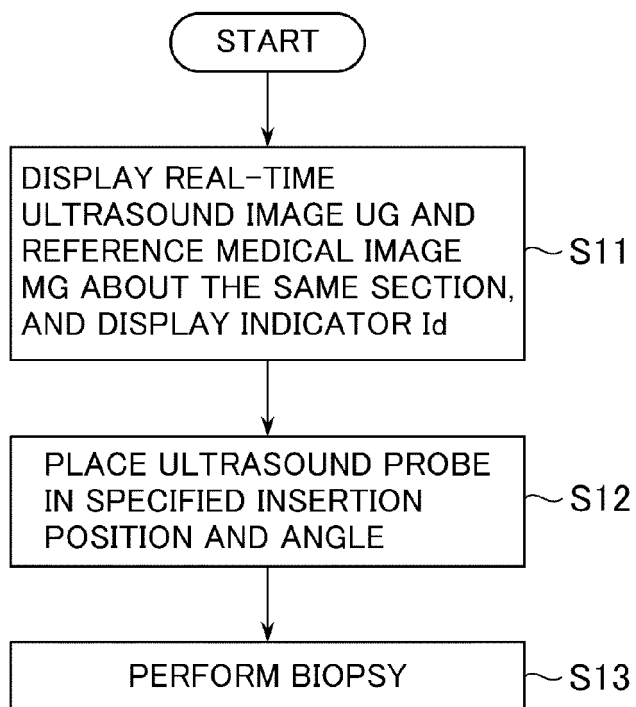 START
DISPLAY REAL-TIME
ULTRASOUND IMAGE UG AND
REFERENCE MEDICAL IMAGE
MG ABOUT THE SAME SECTION,
AND DISPLAY INDICATOR Id
S11
PLACE ULTRASOUND PROBE
IN SPECIFIED INSERTION
POSITION AND ANGLE
S12
PERFORM BIOPSY
S13